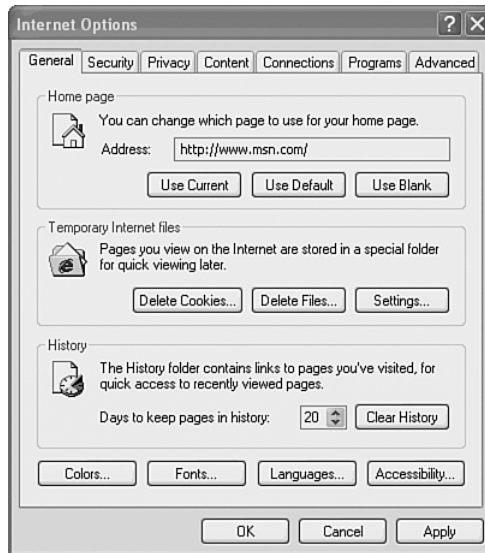 Internet Options
General Security Privacy Content Connections Programs Advanced
Home page
You can change which page to use for your home page.
Address: http://www.msn.com/
Use Current Use Default Use Blank
Temporary Internet files
Pages you view on the Internet are stored in a special folder
for quick viewing later.
Delete Cookies... Delete Files... Settings...
History
The History folder contains links to pages you've visited, for
quick access to recently viewed pages.
Days to keep pages in history: 20 Clear History
Colors... Fonts... Languages... Accessibility...
OK Cancel Apply